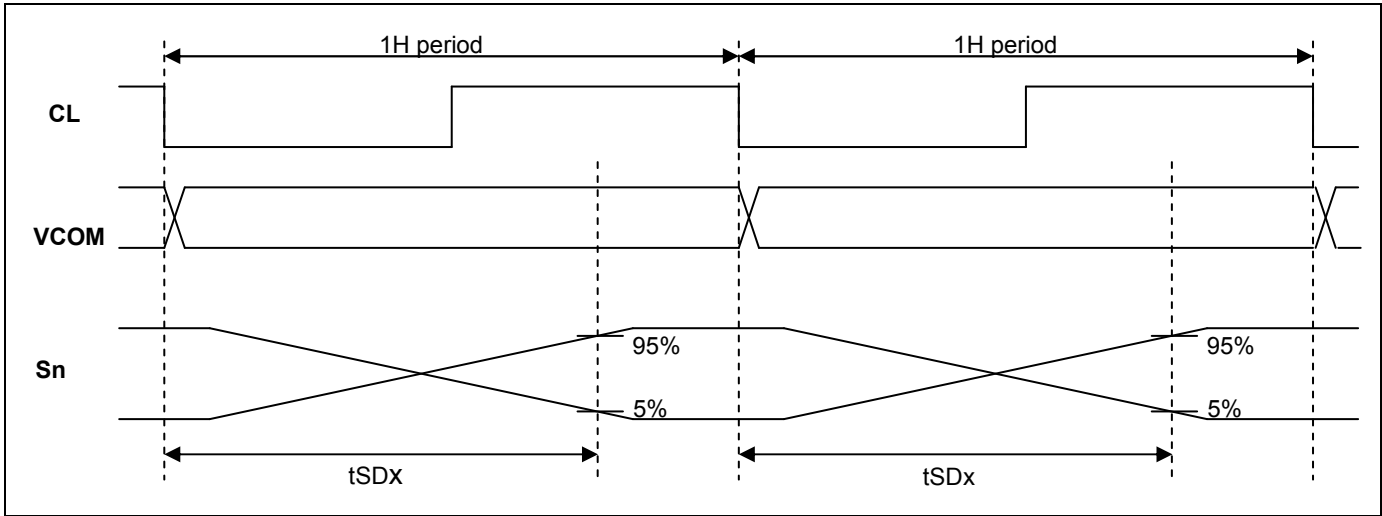 1H period
1H period
CL
VCOM
Sn
95%
95%
5%
5%
tSDx
tSDx